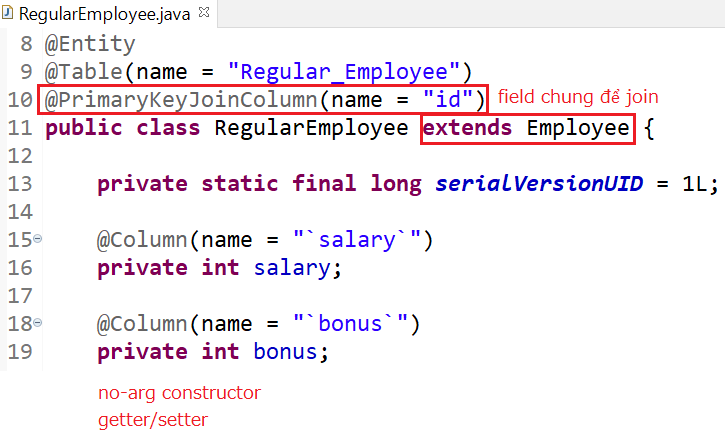 RegularEmployee.java
8 @Entity
9 @Table(name = "Regular_Employee")
10 @PrimaryKeyJoinColumn(name = "id") field chung để join
11 public class RegularEmployee extends Employee {
12
13 private static final long serialVersionUID = 1L;
14
15 @Column(name = "`salary`")
16 private int salary;
17
18 @Column(name = "`bonus`")
19 private int bonus;
no-arg constructor
getter/setter